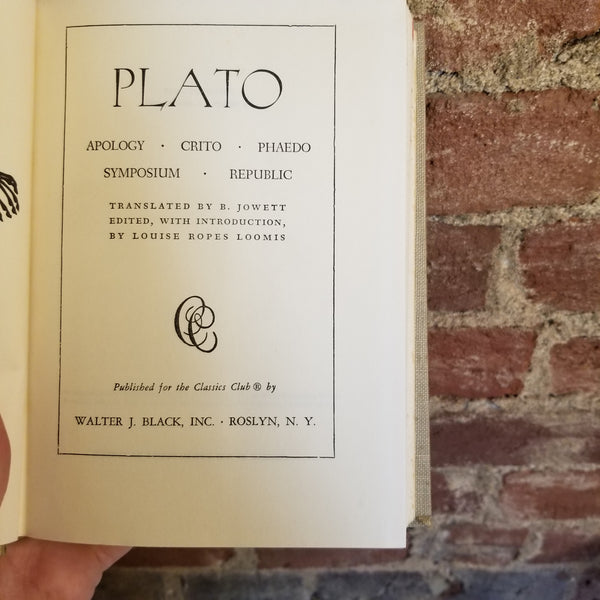 PLATO
APOLOGY · CRITO · PHAEDO
SYMPOSIUM · REPUBLIC
TRANSLATED BY B. JOWETT
EDITED, WITH INTRODUCTION,
BY LOUISE ROPES LOOMIS
CC
Published for the Classics Club ® by
WALTER J. BLACK, INC. · ROSLYN, N. Y.